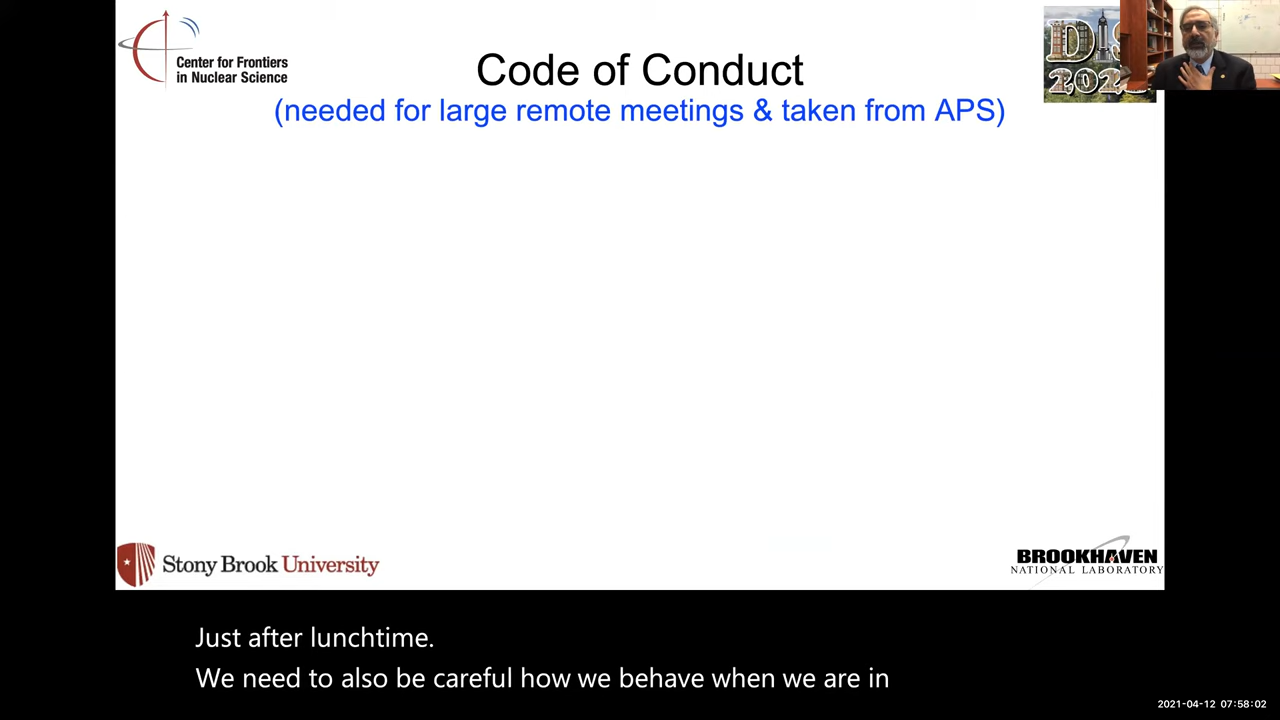 Center for Frontiers
in Nuclear Science
Code of Conduct
(needed for large remote meetings & taken from APS)
Stony Brook University
BROOKHAVEN
NATIONAL LABORATORY
Just after lunchtime.
We need to also be careful how we behave when we are in
2021-04-12 07:58:02